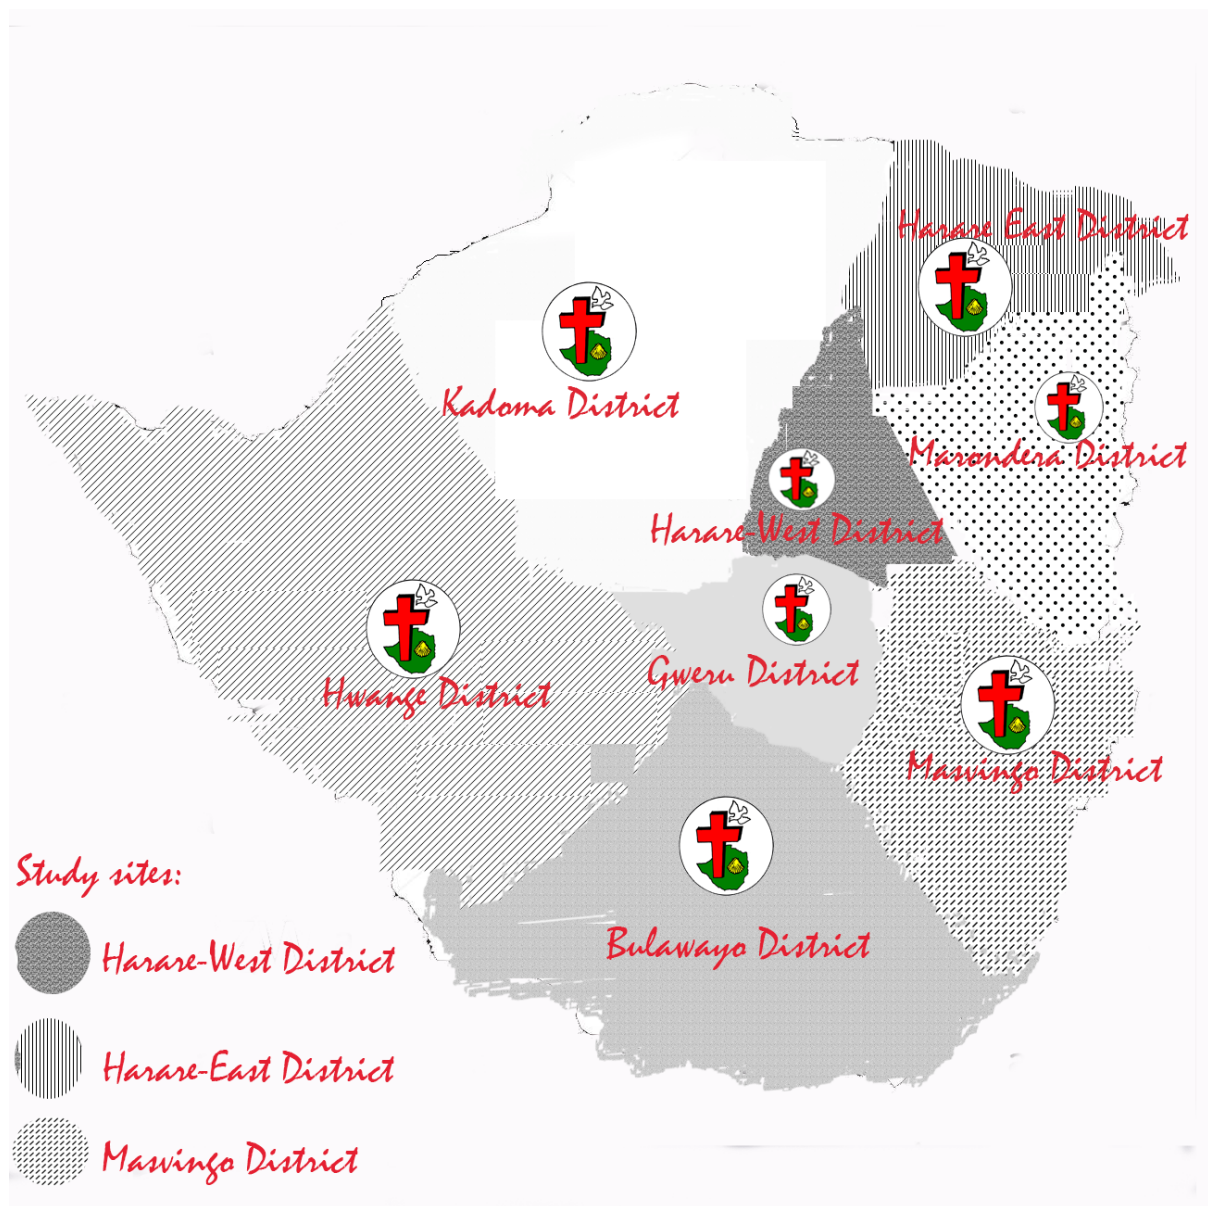 Harare East District
Kadoma District
Marondera District
Harare-West District
Gweru District
Hwange District
Masvingo District
Bulawayo District
Study sites:
Harare-West District
Harare-East District
Masvingo District